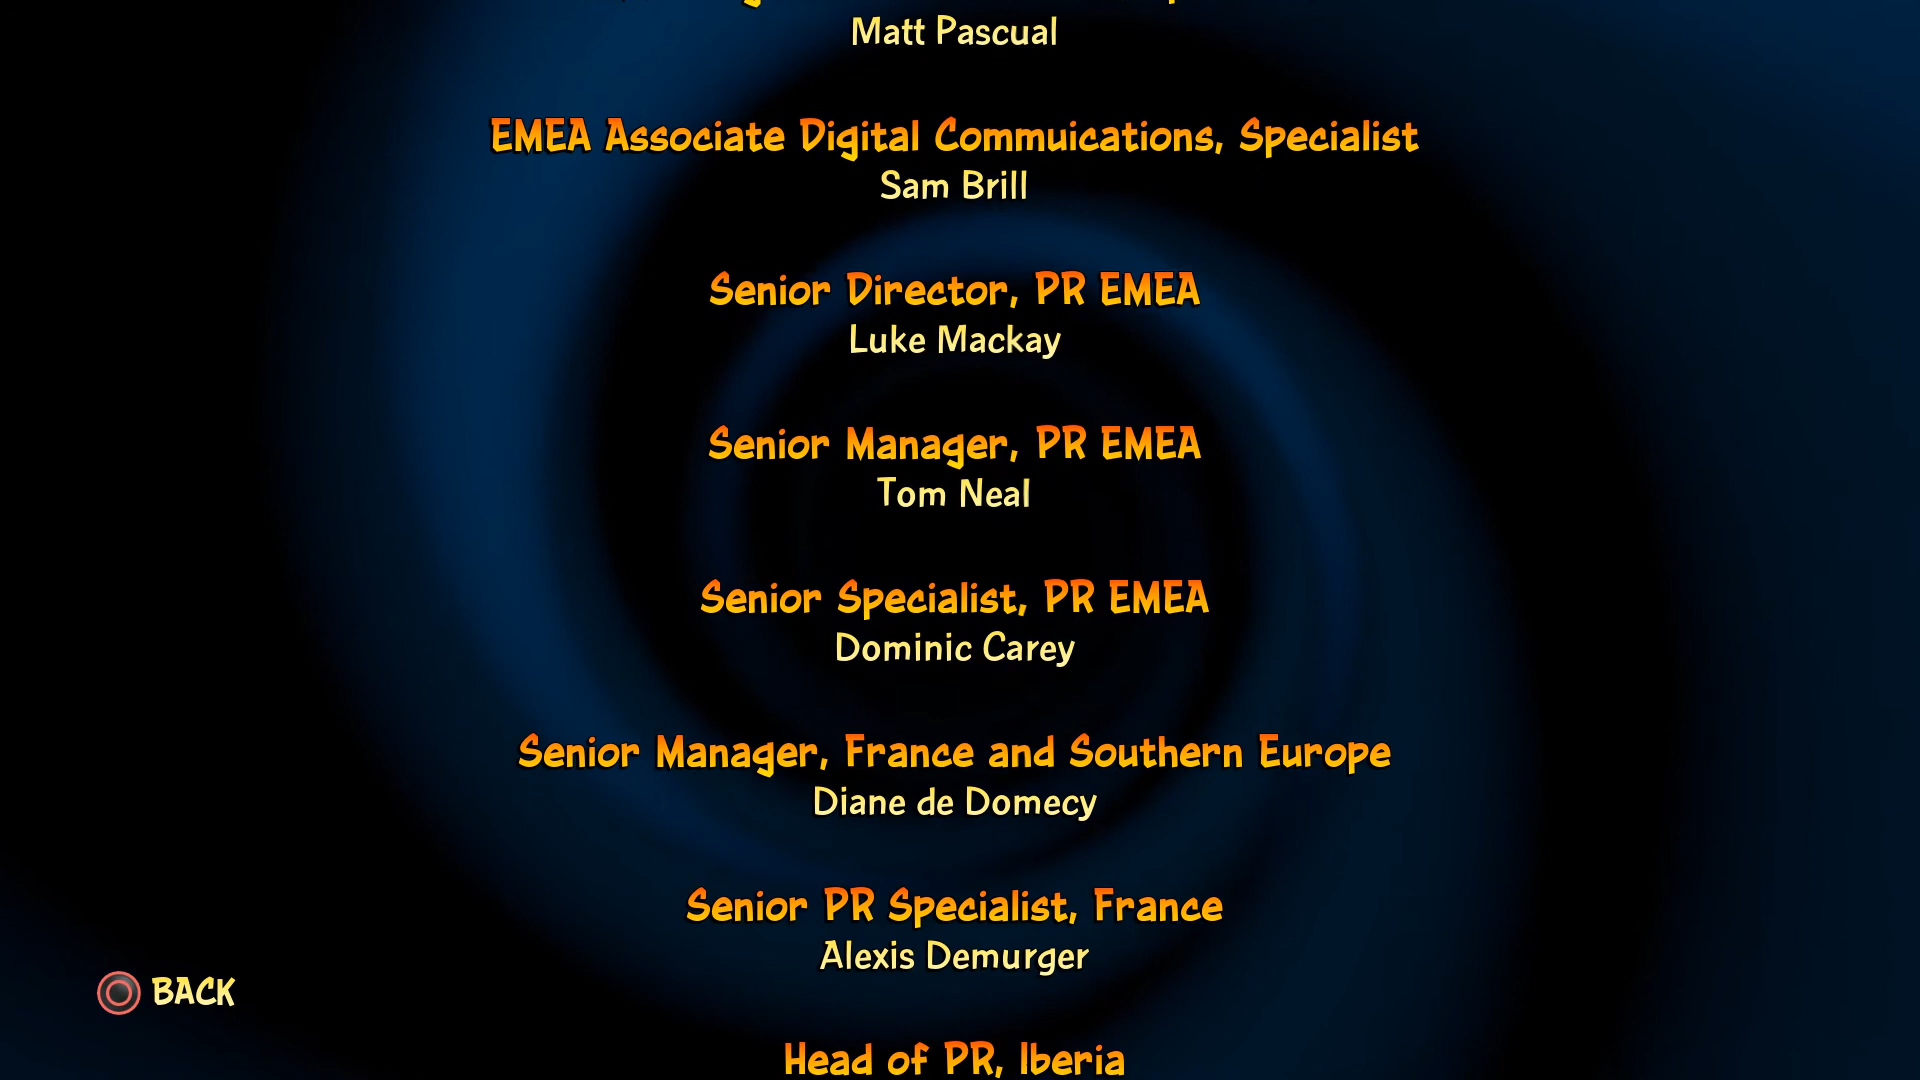 Matt Pascual
EMEA Associate Digital Commuications, Specialist
Sam Brill
Senior Director, PR EMEA
Luke Mackay
Senior Manager, PR EMEA
Tom Neal
Senior Specialist, PR EMEA
Dominic Carey
Senior Manager, France and Southern Europe
Diane de Domecy
Senior PR Specialist, France
Alexis Demurger
BACK
Head of PR, Iberia